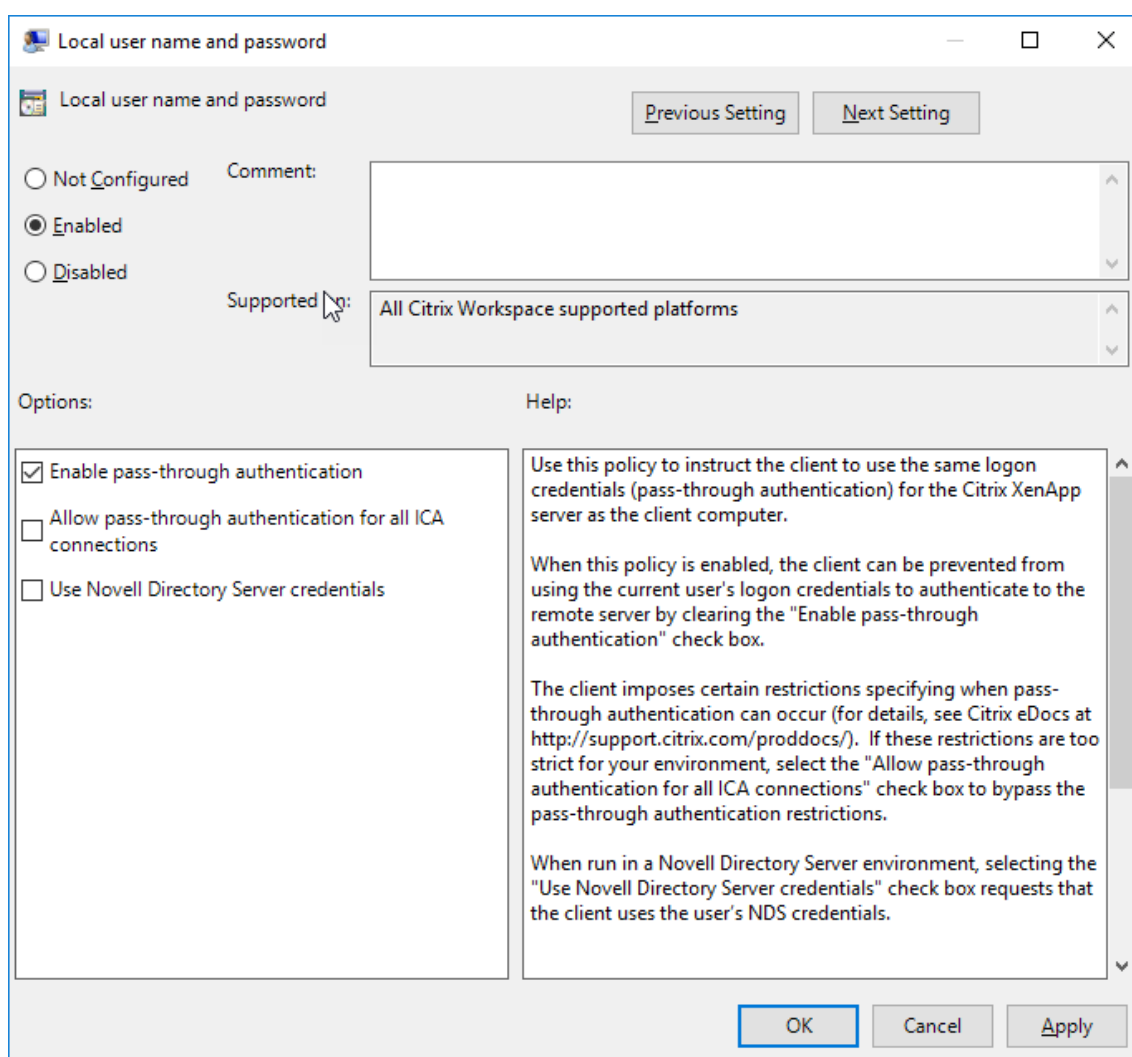 Local user name and password
Local user name and password
Previous Setting
Next Setting
Not Configured
Comment:
Enabled
Disabled
Supported on:
All Citrix Workspace supported platforms
Options:
Help:
Enable pass-through authentication
Allow pass-through authentication for all ICA
connections
Use Novell Directory Server credentials
Use this policy to instruct the client to use the same logon
credentials (pass-through authentication) for the Citrix XenApp
server as the client computer.
When this policy is enabled, the client can be prevented from
using the current user's logon credentials to authenticate to the
remote server by clearing the "Enable pass-through
authentication" check box.
The client imposes certain restrictions specifying when pass-
through authentication can occur (for details, see Citrix eDocs at
http://support.citrix.com/proddocs/).  If these restrictions are too
strict for your environment, select the "Allow pass-through
authentication for all ICA connections" check box to bypass the
pass-through authentication restrictions.
When run in a Novell Directory Server environment, selecting the
"Use Novell Directory Server credentials" check box requests that
the client uses the user's NDS credentials.
OK
Cancel
Apply